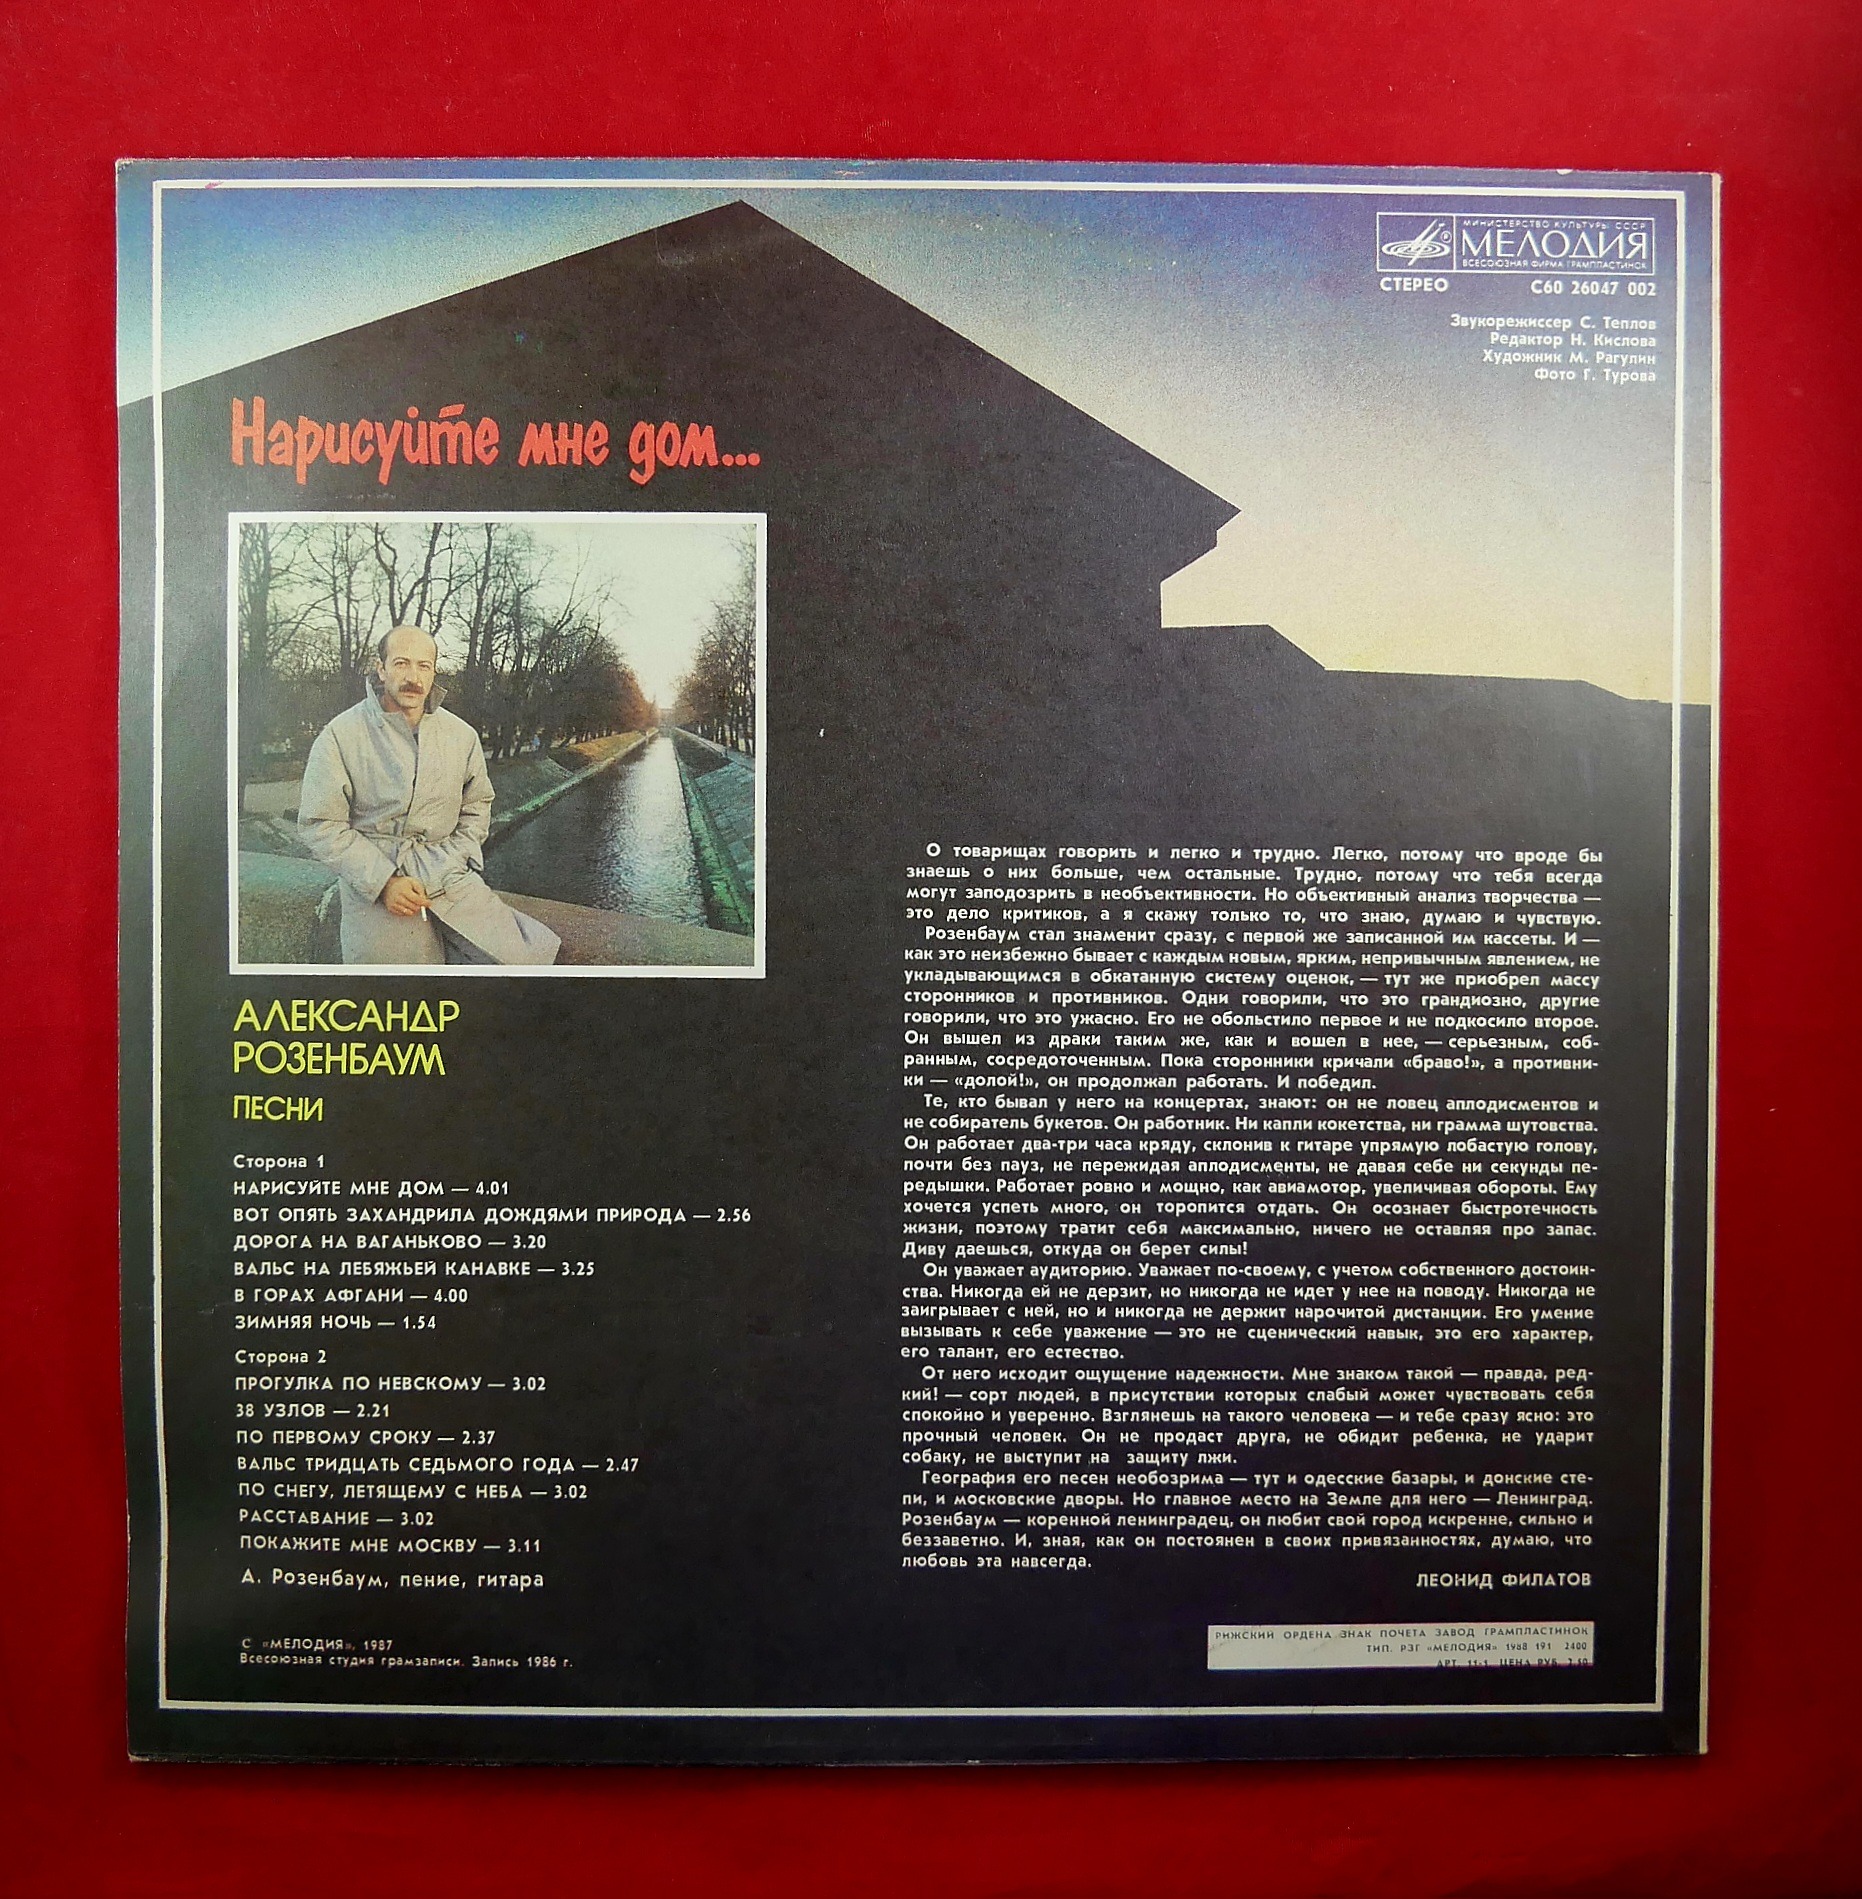 МИНИСТЕРСТВО КУЛЬТУРЫ СССР
МЕЛОДИЯ
ВСЕСОЮЗНАЯ ФИРМА ГРАМПЛАСТИНОК
СТЕРЕО С60 26047 002
Звукорежиссер С. Теплов
Редактор Н. Кислова
Художник М. Рагулин
Фото Г. Турова
Нарисуйте мне дом...
АЛЕКСАНДР
РОЗЕНБАУМ
ПЕСНИ
Сторона 1
НАРИСУЙТЕ МНЕ ДОМ — 4.01
ВОТ ОПЯТЬ ЗАХАНДРИЛА ДОЖДЯМИ ПРИРОДА — 2.56
ДОРОГА НА ВАГАНЬКОВО — 3.20
ВАЛЬС НА ЛЕБЯЖЬЕЙ КАНАВКЕ — 3.25
В ГОРАХ АФГАНИ — 4.00
ЗИМНЯЯ НОЧЬ — 1.54
Сторона 2
ПРОГУЛКА ПО НЕВСКОМУ — 3.02
38 УЗЛОВ — 2.21
ПО ПЕРВОМУ СРОКУ — 2.37
ВАЛЬС ТРИДЦАТЬ СЕДЬМОГО ГОДА — 2.47
ПО СНЕГУ, ЛЕТЯЩЕМУ С НЕБА — 3.02
РАССТАВАНИЕ — 3.02
ПОКАЖИТЕ МНЕ МОСКВУ — 3.11
А. Розенбаум, пение, гитара
С «МЕЛОДИЯ», 1987
Всесоюзная студия грамзаписи. Запись 1986 г.
О товарищах говорить и легко и трудно. Легко, потому что вроде бы
знаешь о них больше, чем остальные. Трудно, потому что тебя всегда
могут заподозрить в необъективности. Но объективный анализ творчества —
это дело критиков, а я скажу только то, что знаю, думаю и чувствую.
Розенбаум стал знаменит сразу, с первой же записанной им кассеты. И —
как это неизбежно бывает с каждым новым, ярким, непривычным явлением, не
укладывающимся в обкатанную систему оценок, — тут же приобрел массу
сторонников и противников. Одни говорили, что это грандиозно, другие
говорили, что это ужасно. Его не обольстило первое и не подкосило второе.
Он вышел из драки таким же, как и вошел в нее, — серьезным, соб-
ранным, сосредоточенным. Пока сторонники кричали «браво!», а противни-
ки — «долой!», он продолжал работать. И победил.
Те, кто бывал у него на концертах, знают: он не ловец аплодисментов и
не собиратель букетов. Он работник. Ни капли кокетства, ни грамма шутовства.
Он работает два-три часа кряду, склонив к гитаре упрямую лобастую голову,
почти без пауз, не пережидая аплодисменты, не давая себе ни секунды пе-
редышки. Работает ровно и мощно, как авиамотор, увеличивая обороты. Ему
хочется успеть много, он торопится отдать. Он осознает быстротечность
жизни, поэтому тратит себя максимально, ничего не оставляя про запас.
Диву даешься, откуда он берет силы!
Он уважает аудиторию. Уважает по-своему, с учетом собственного достоин-
ства. Никогда ей не дерзит, но никогда не идет у нее на поводу. Никогда не
заигрывает с ней, но и никогда не держит нарочитой дистанции. Его умение
вызывать к себе уважение — это не сценический навык, это его характер,
его талант, его естество.
От него исходит ощущение надежности. Мне знаком такой — правда, ред-
кий! — сорт людей, в присутствии которых слабый может чувствовать себя
спокойно и уверенно. Взглянешь на такого человека — и тебе сразу ясно: это
прочный человек. Он не продаст друга, не обидит ребенка, не ударит
собаку, не выступит на защиту лжи.
География его песен необозрима — тут и одесские базары, и донские сте-
пи, и московские дворы. Но главное место на Земле для него — Ленинград.
Розенбаум — коренной ленинградец, он любит свой город искренне, сильно и
беззаветно. И, зная, как он постоянен в своих привязанностях, думаю, что
любовь эта навсегда.
ЛЕОНИД ФИЛАТОВ
РИЖСКИЙ ОРДЕНА ЗНАК ПОЧЕТА ЗАВОД ГРАМПЛАСТИНОК
ТИП. РЗГ «МЕЛОДИЯ» 1988 191 2400
АРТ. 11-1 ЦЕНА РУБ. 2.50